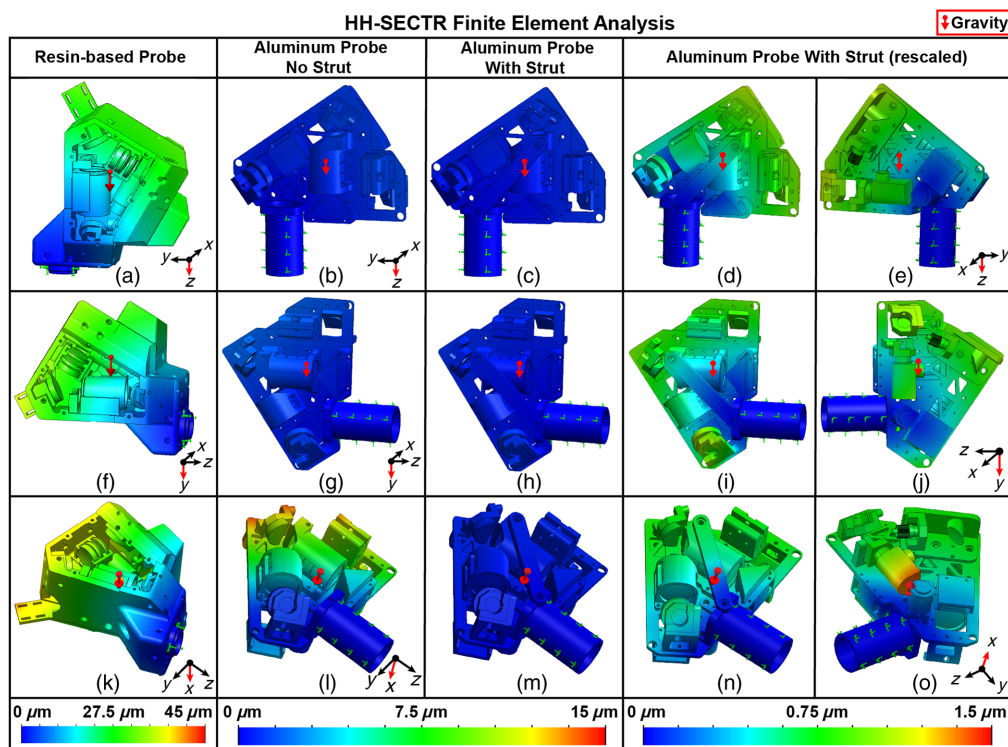 HH-SECTR Finite Element Analysis
Gravity
Resin-based Probe
Aluminum Probe
No Strut
Aluminum Probe
With Strut
Aluminum Probe With Strut (rescaled)
(a)
y x z
(b)
(c)
(d)
(e)
x y z
(f)
x z y
(g)
(h)
(i)
(j)
z x y
(k)
y x z
(l)
y x z
(m)
(n)
(o)
x z y
0 μm 27.5 μm 45 μm
0 μm 7.5 μm 15 μm
0 μm 0.75 μm 1.5 μm